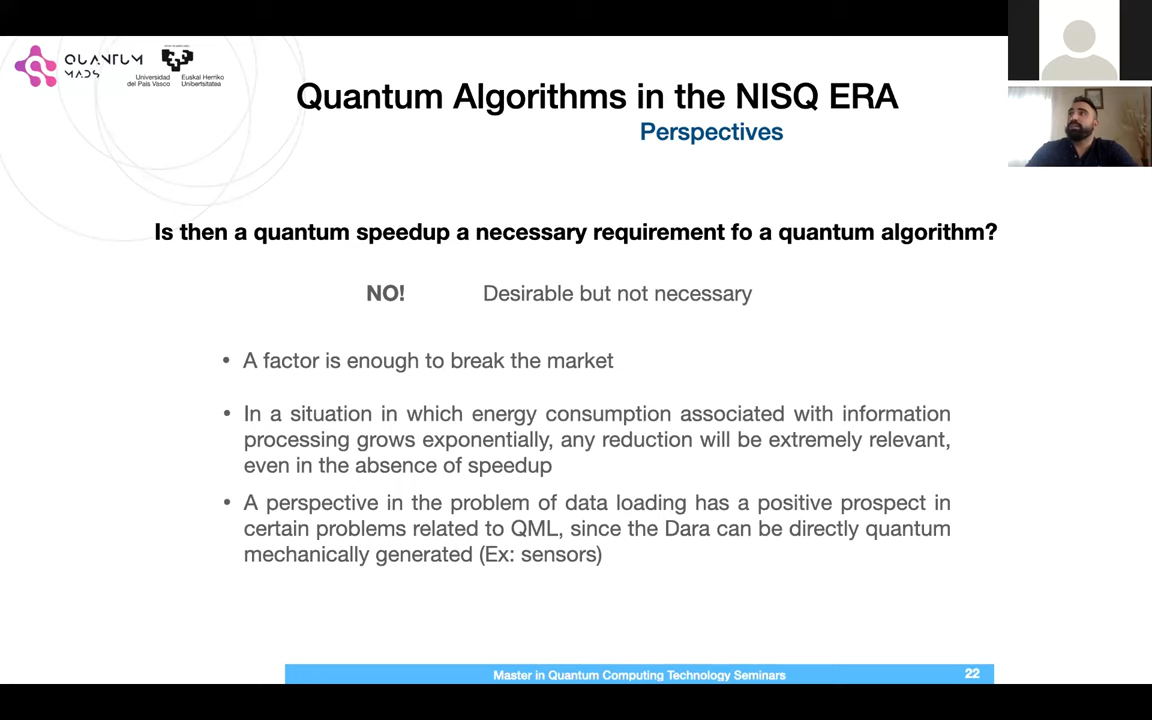 QUANTUM
MADS
Universidad
del País Vasco
Euskal Herriko
Unibertsitatea
Quantum Algorithms in the NISQ ERA
Perspectives
Is then a quantum speedup a necessary requirement fo a quantum algorithm?
NO! Desirable but not necessary
• A factor is enough to break the market
• In a situation in which energy consumption associated with information
processing grows exponentially, any reduction will be extremely relevant,
even in the absence of speedup
• A perspective in the problem of data loading has a positive prospect in
certain problems related to QML, since the Dara can be directly quantum
mechanically generated (Ex: sensors)
Master in Quantum Computing Technology Seminars 22